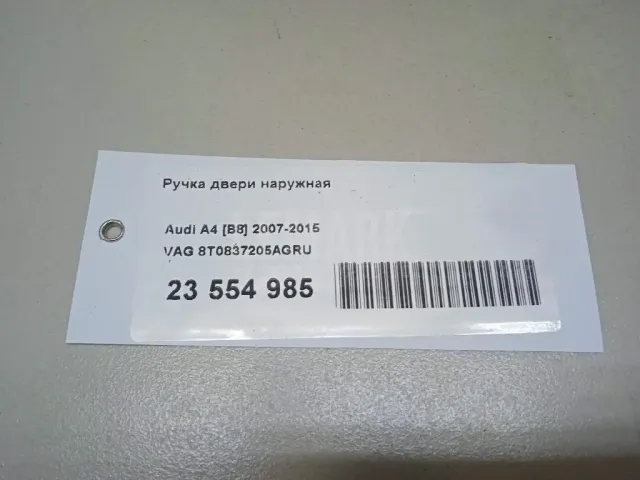 Ручка двери наружная
Audi A4 [B8] 2007-2015
VAG 8T0837205AGRU
23 554 985